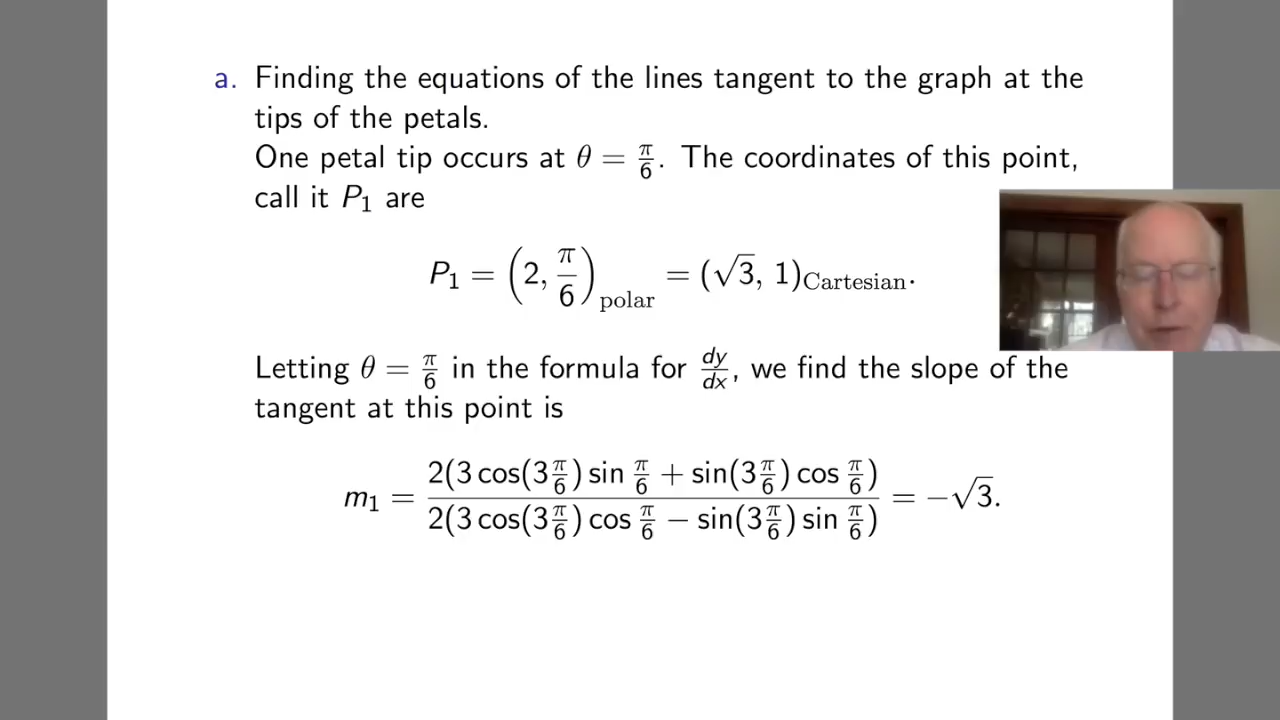 a. Finding the equations of the lines tangent to the graph at the
tips of the petals.
One petal tip occurs at θ = π/6. The coordinates of this point,
call it P₁ are
P₁ = (2, π/6)polar = (√3, 1)Cartesian.
Letting θ = π/6 in the formula for dy/dx, we find the slope of the
tangent at this point is
m₁ = 2(3 cos(3π/6) sin π/6 + sin(3π/6) cos π/6) / 2(3 cos(3π/6) cos π/6 − sin(3π/6) sin π/6) = −√3.